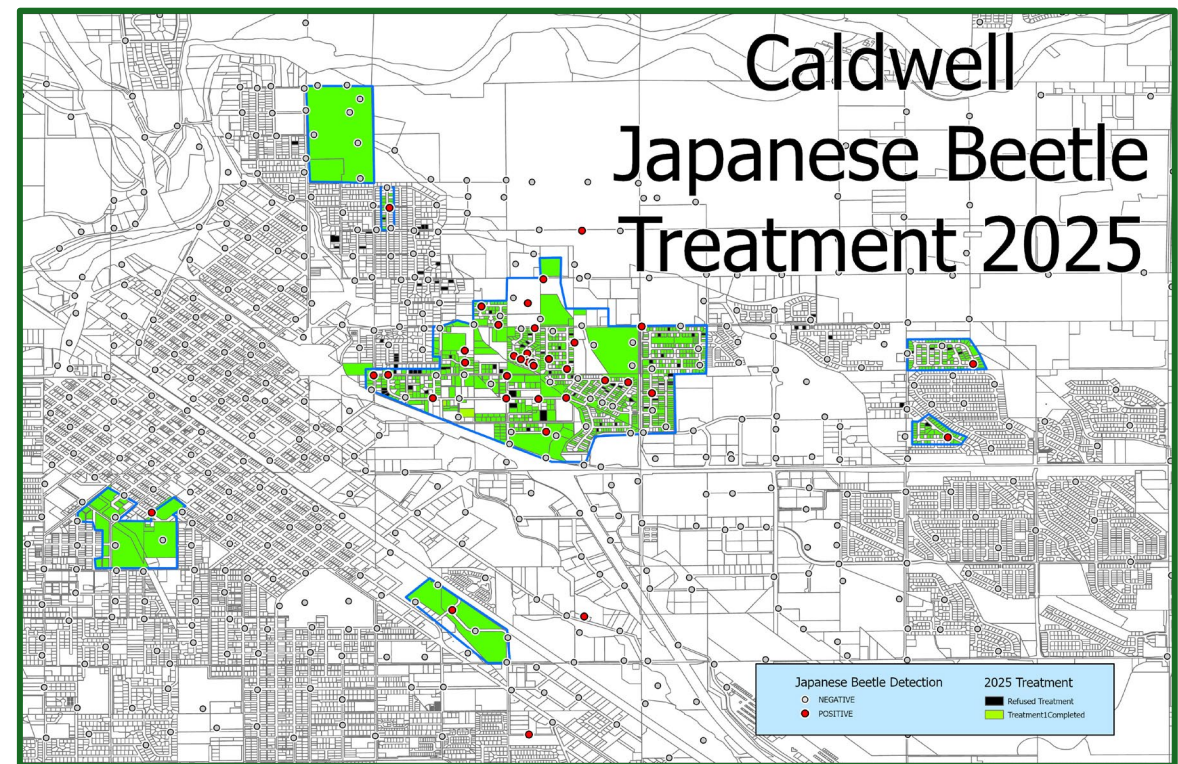 Caldwell
Japanese Beetle
Treatment 2025
Japanese Beetle Detection
NEGATIVE
POSITIVE
2025 Treatment
Refused Treatment
Treatment1Completed